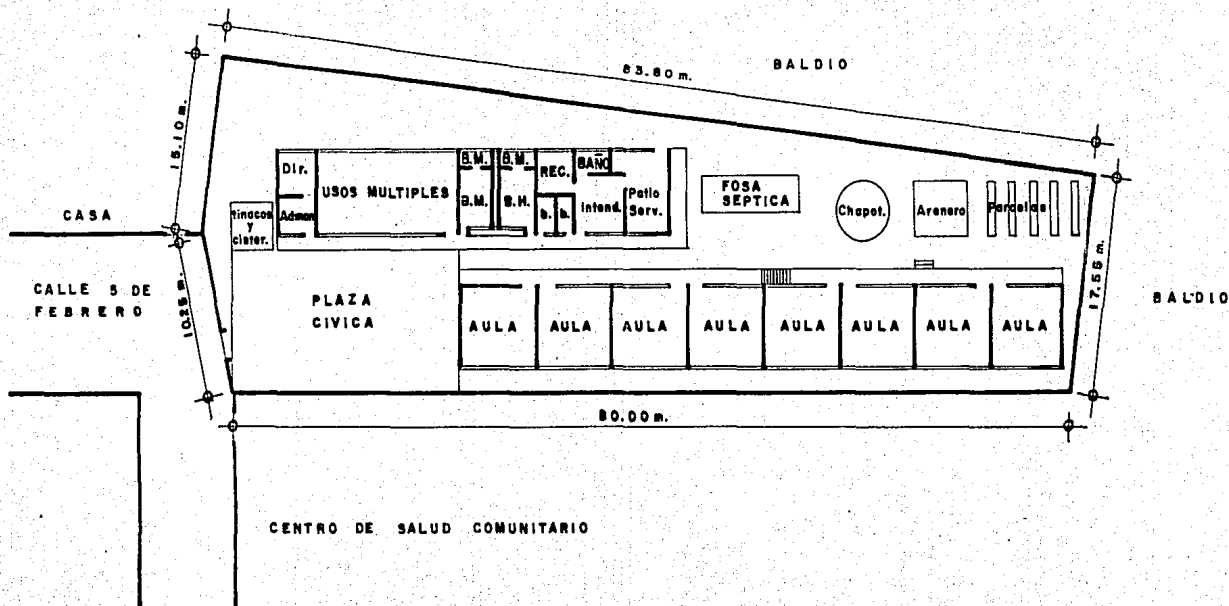 83.80 m.
BALDIO
15.10 m.
Dir.
USOS MULTIPLES
B.M.
B.M.
REC.
BAÑO
FOSA
SEPTICA
Chapot.
Arenero
Parcelas
B.M.
B.H.
b.
b.
Intend.
Patio
Serv.
CASA
tinacos
y
cister.
Admon
CALLE 5 DE
FEBRERO
10.25 m.
PLAZA
CIVICA
AULA
AULA
AULA
AULA
AULA
AULA
AULA
AULA
17.55 m.
BALDIO
80.00 m.
CENTRO DE SALUD COMUNITARIO